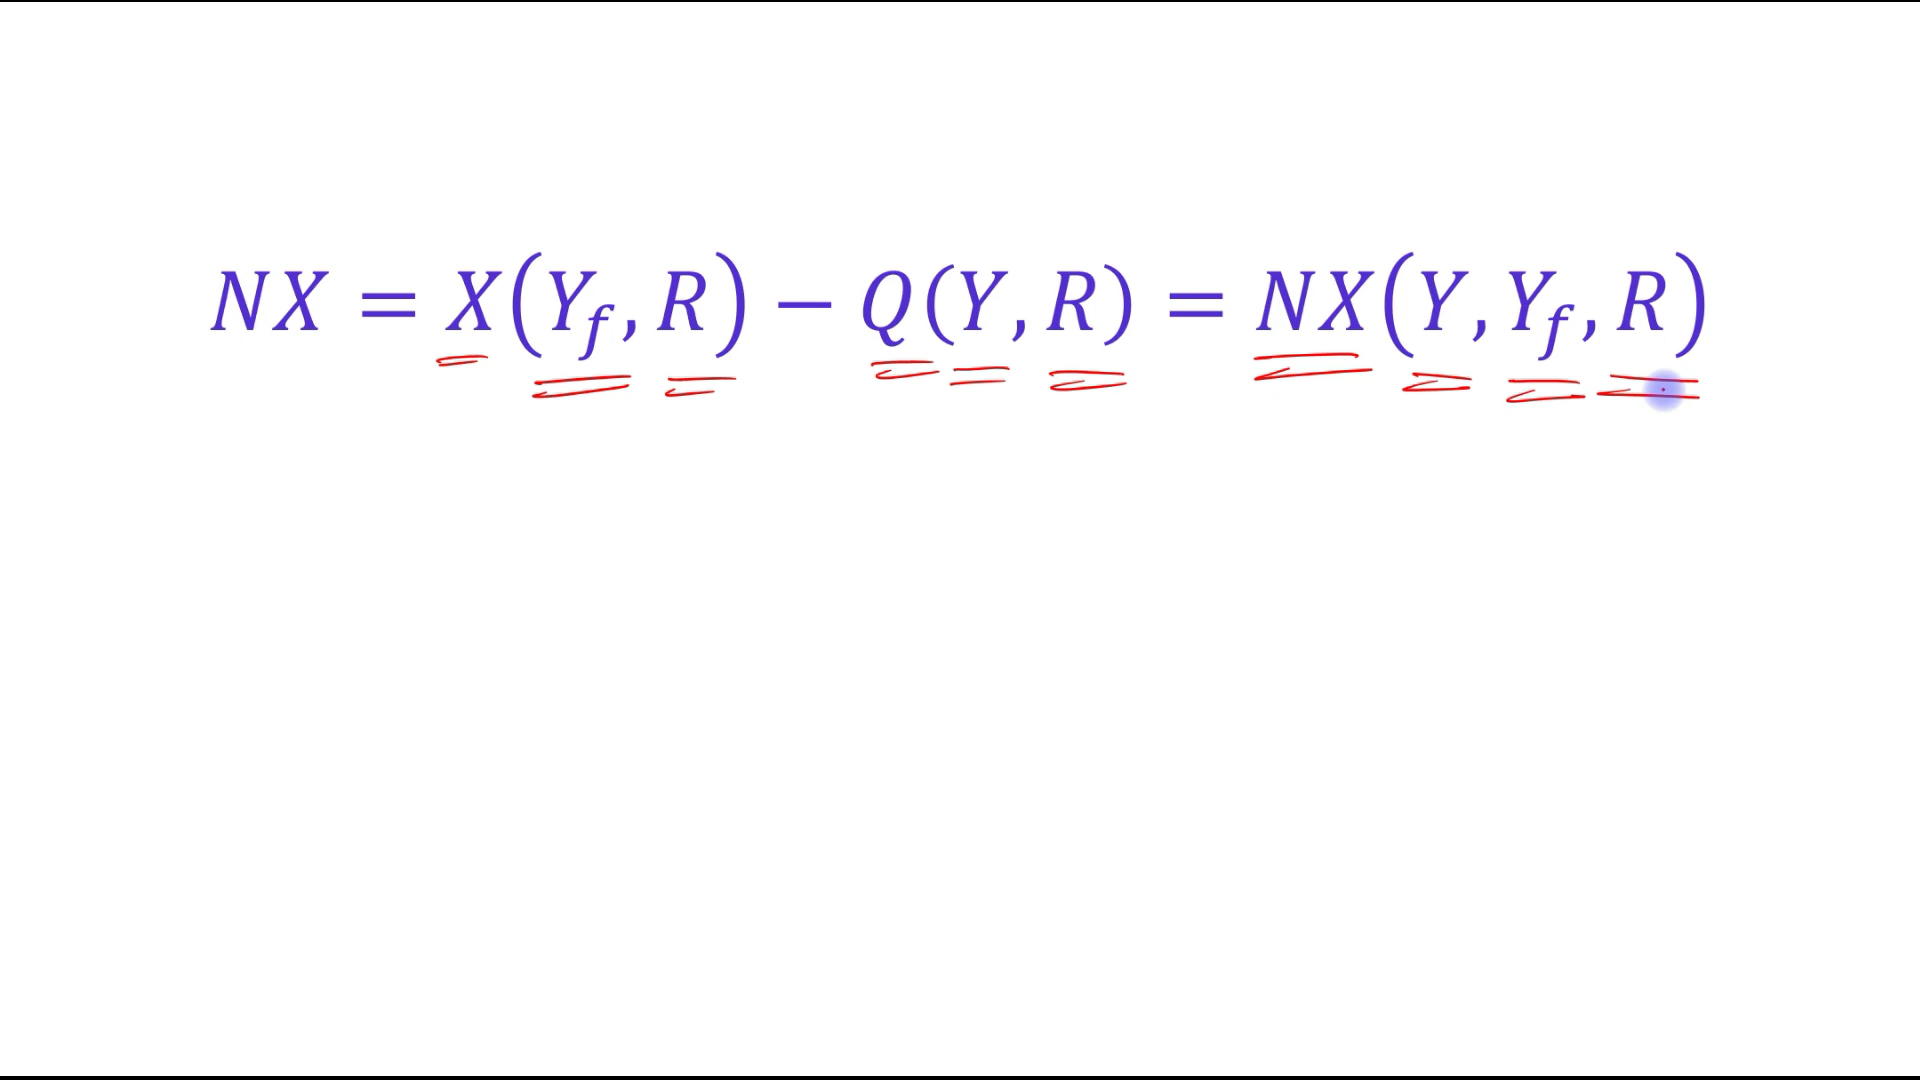 NX = X(Y_f, R) − Q(Y, R) = NX(Y, Y_f, R)